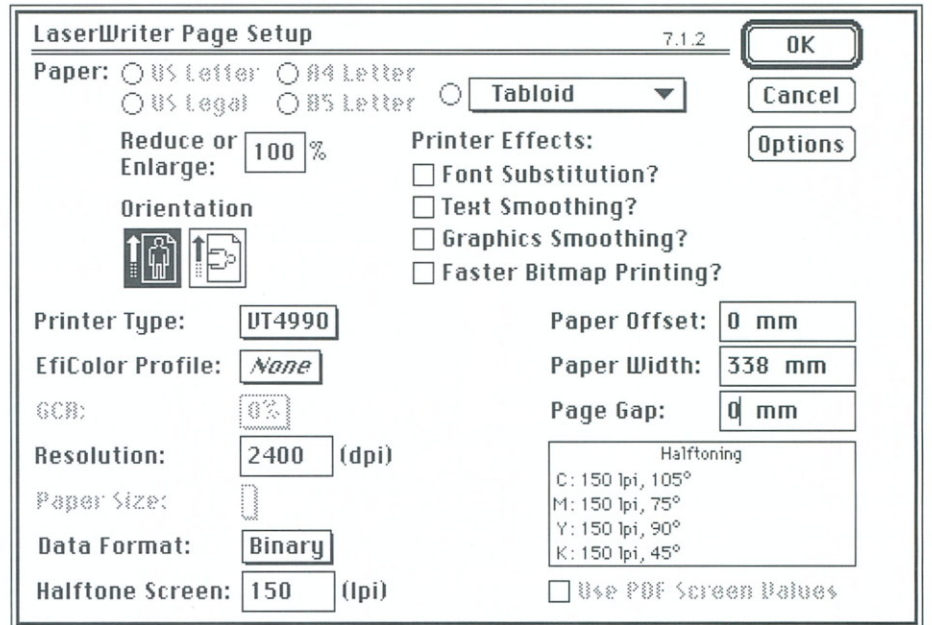 LaserWriter Page Setup 7.1.2 OK
Paper: US Letter A4 Letter
US Legal B5 Letter Tabloid Cancel
Reduce or Enlarge: 100 % Printer Effects: Options
Font Substitution?
Orientation Text Smoothing?
Graphics Smoothing?
Faster Bitmap Printing?
Printer Type: VT4990 Paper Offset: 0 mm
EfiColor Profile: None Paper Width: 338 mm
GCR: 0% Page Gap: 0 mm
Resolution: 2400 (dpi) Halftoning
C: 150 lpi, 105°
Paper Size: M: 150 lpi, 75°
Y: 150 lpi, 90°
Data Format: Binary K: 150 lpi, 45°
Halftone Screen: 150 (lpi) Use PDF Screen Values